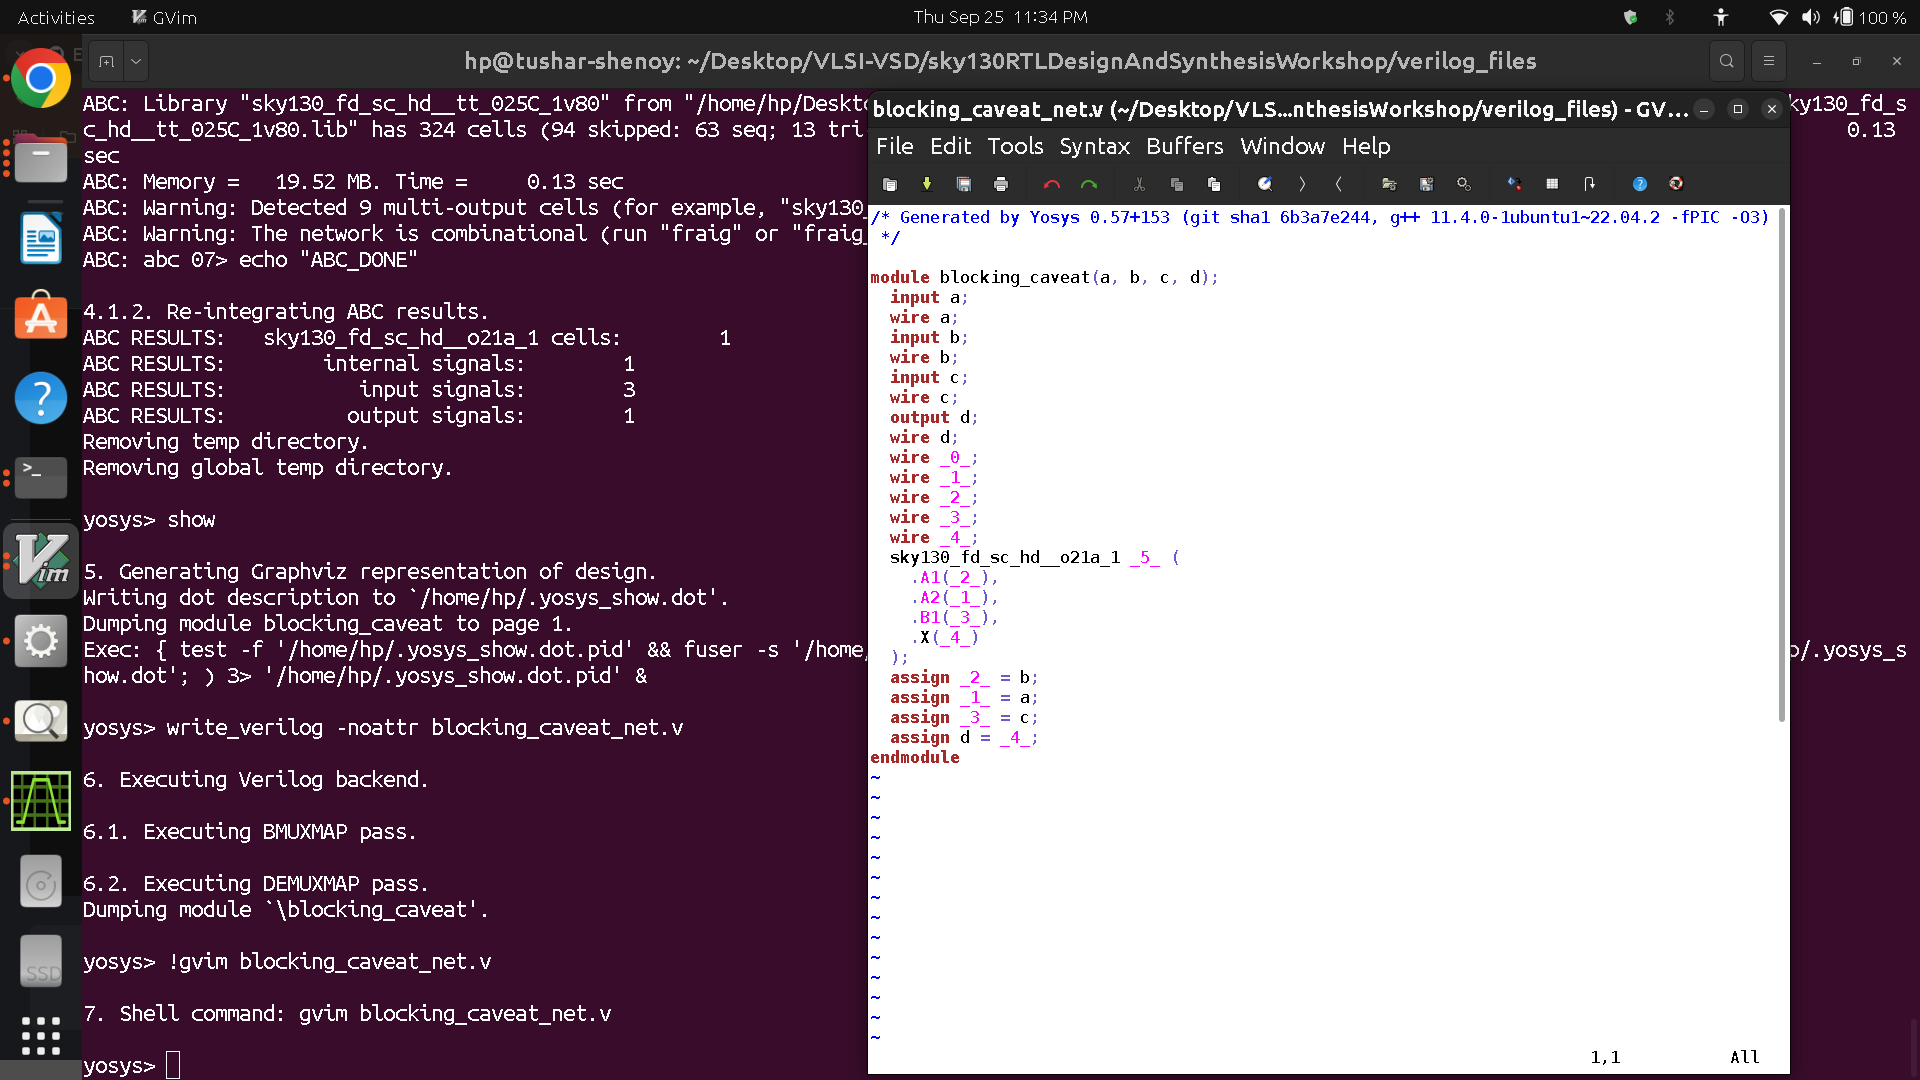 Activities
GVim
Thu Sep 25  11:34 PM
100 %
hp@tushar-shenoy: ~/Desktop/VLSI-VSD/sky130RTLDesignAndSynthesisWorkshop/verilog_files
ABC: Library "sky130_fd_sc_hd__tt_025C_1v80" from "/home/hp/Deskt
ky130_fd_s
c_hd__tt_025C_1v80.lib" has 324 cells (94 skipped: 63 seq; 13 tri
0.13
sec
ABC: Memory =   19.52 MB. Time =     0.13 sec
ABC: Warning: Detected 9 multi-output cells (for example, "sky130_
ABC: Warning: The network is combinational (run "fraig" or "fraig_
ABC: abc 07> echo "ABC_DONE"
4.1.2. Re-integrating ABC results.
ABC RESULTS:   sky130_fd_sc_hd__o21a_1 cells:        1
ABC RESULTS:        internal signals:        1
ABC RESULTS:           input signals:        3
ABC RESULTS:          output signals:        1
Removing temp directory.
Removing global temp directory.
yosys> show
5. Generating Graphviz representation of design.
Writing dot description to `/home/hp/.yosys_show.dot'.
Dumping module blocking_caveat to page 1.
Exec: { test -f '/home/hp/.yosys_show.dot.pid' && fuser -s '/home/
/.yosys_s
how.dot'; ) 3> '/home/hp/.yosys_show.dot.pid' &
yosys> write_verilog -noattr blocking_caveat_net.v
6. Executing Verilog backend.
6.1. Executing BMUXMAP pass.
6.2. Executing DEMUXMAP pass.
Dumping module `\blocking_caveat'.
yosys> !gvim blocking_caveat_net.v
7. Shell command: gvim blocking_caveat_net.v
yosys>
blocking_caveat_net.v (~/Desktop/VLS...nthesisWorkshop/verilog_files) - GV...
File Edit Tools Syntax Buffers Window Help
/* Generated by Yosys 0.57+153 (git sha1 6b3a7e244, g++ 11.4.0-1ubuntu1~22.04.2 -fPIC -O3)
 */
module blocking_caveat(a, b, c, d);
  input a;
  wire a;
  input b;
  wire b;
  input c;
  wire c;
  output d;
  wire d;
  wire _0_;
  wire _1_;
  wire _2_;
  wire _3_;
  wire _4_;
  sky130_fd_sc_hd__o21a_1 _5_ (
    .A1(_2_),
    .A2(_1_),
    .B1(_3_),
    .X(_4_)
  );
  assign _2_ = b;
  assign _1_ = a;
  assign _3_ = c;
  assign d = _4_;
endmodule
~
~
~
~
~
~
~
~
~
~
~
~
~
~
1,1
All
SSD